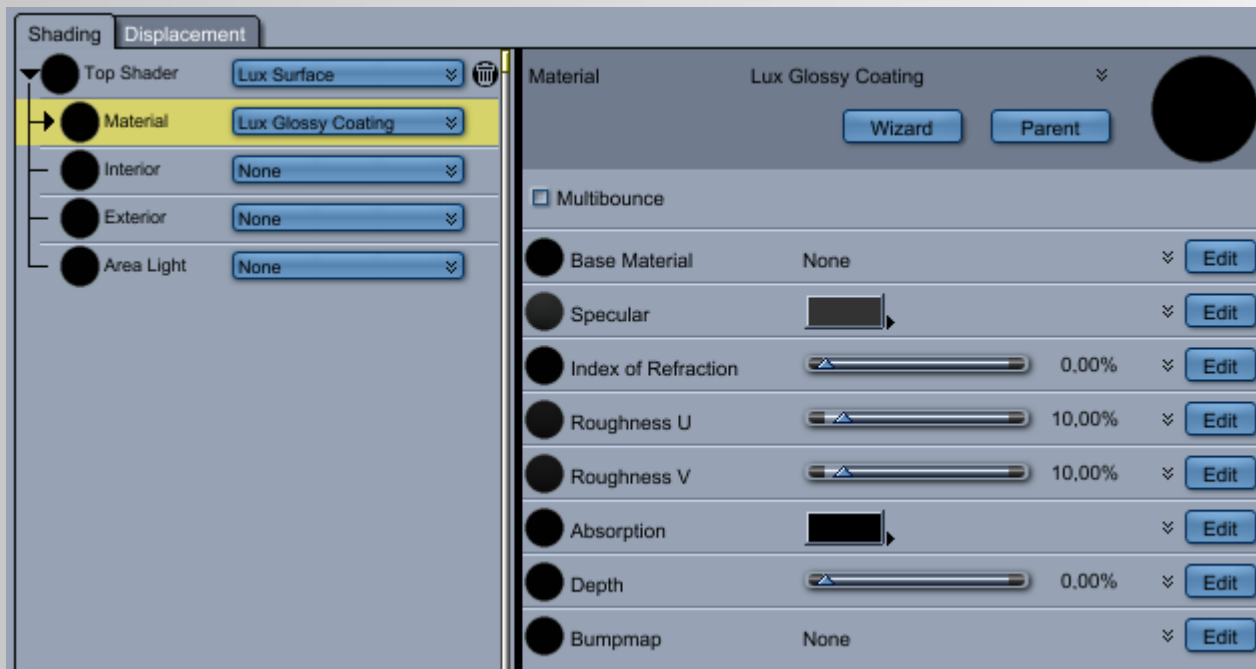 Shading Displacement
Top Shader Lux Surface
Material Lux Glossy Coating
Interior None
Exterior None
Area Light None
Material Lux Glossy Coating
Wizard Parent
Multibounce
Base Material None Edit
Specular Edit
Index of Refraction 0,00% Edit
Roughness U 10,00% Edit
Roughness V 10,00% Edit
Absorption Edit
Depth 0,00% Edit
Bumpmap None Edit